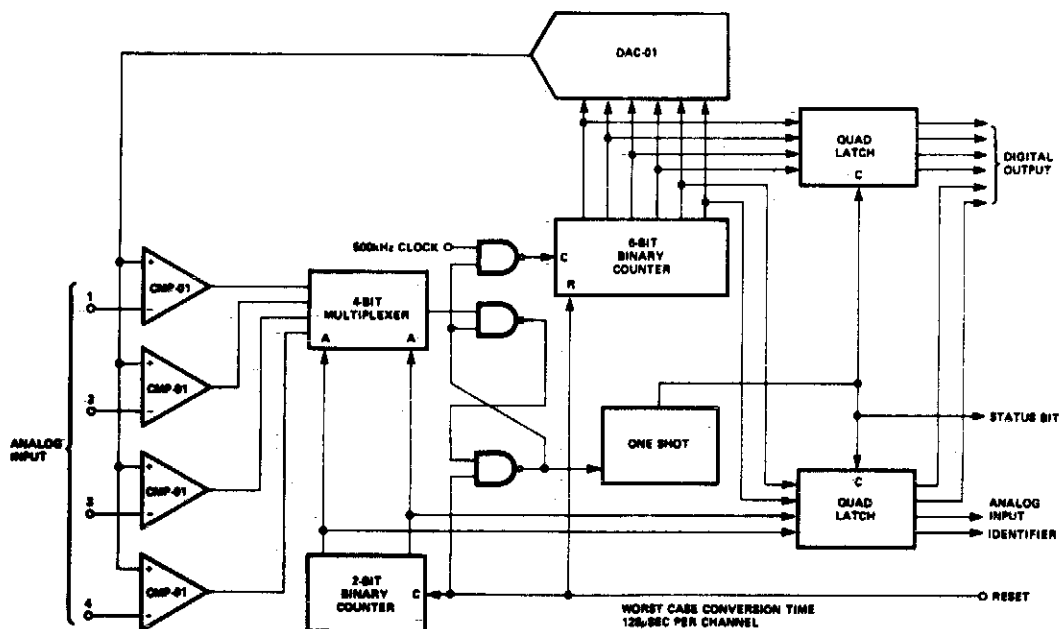 DAC-01
QUAD
LATCH
C
DIGITAL
OUTPUT
500kHz CLOCK
C
6-BIT
BINARY
COUNTER
R
1
CMP-01
4-BIT
MULTIPLEXER
A
A
2
CMP-01
ANALOG
INPUT
ONE SHOT
STATUS BIT
3
CMP-01
C
QUAD
LATCH
ANALOG
INPUT
IDENTIFIER
4
CMP-01
2-BIT
BINARY
COUNTER
C
RESET
WORST CASE CONVERSION TIME
128µSEC PER CHANNEL